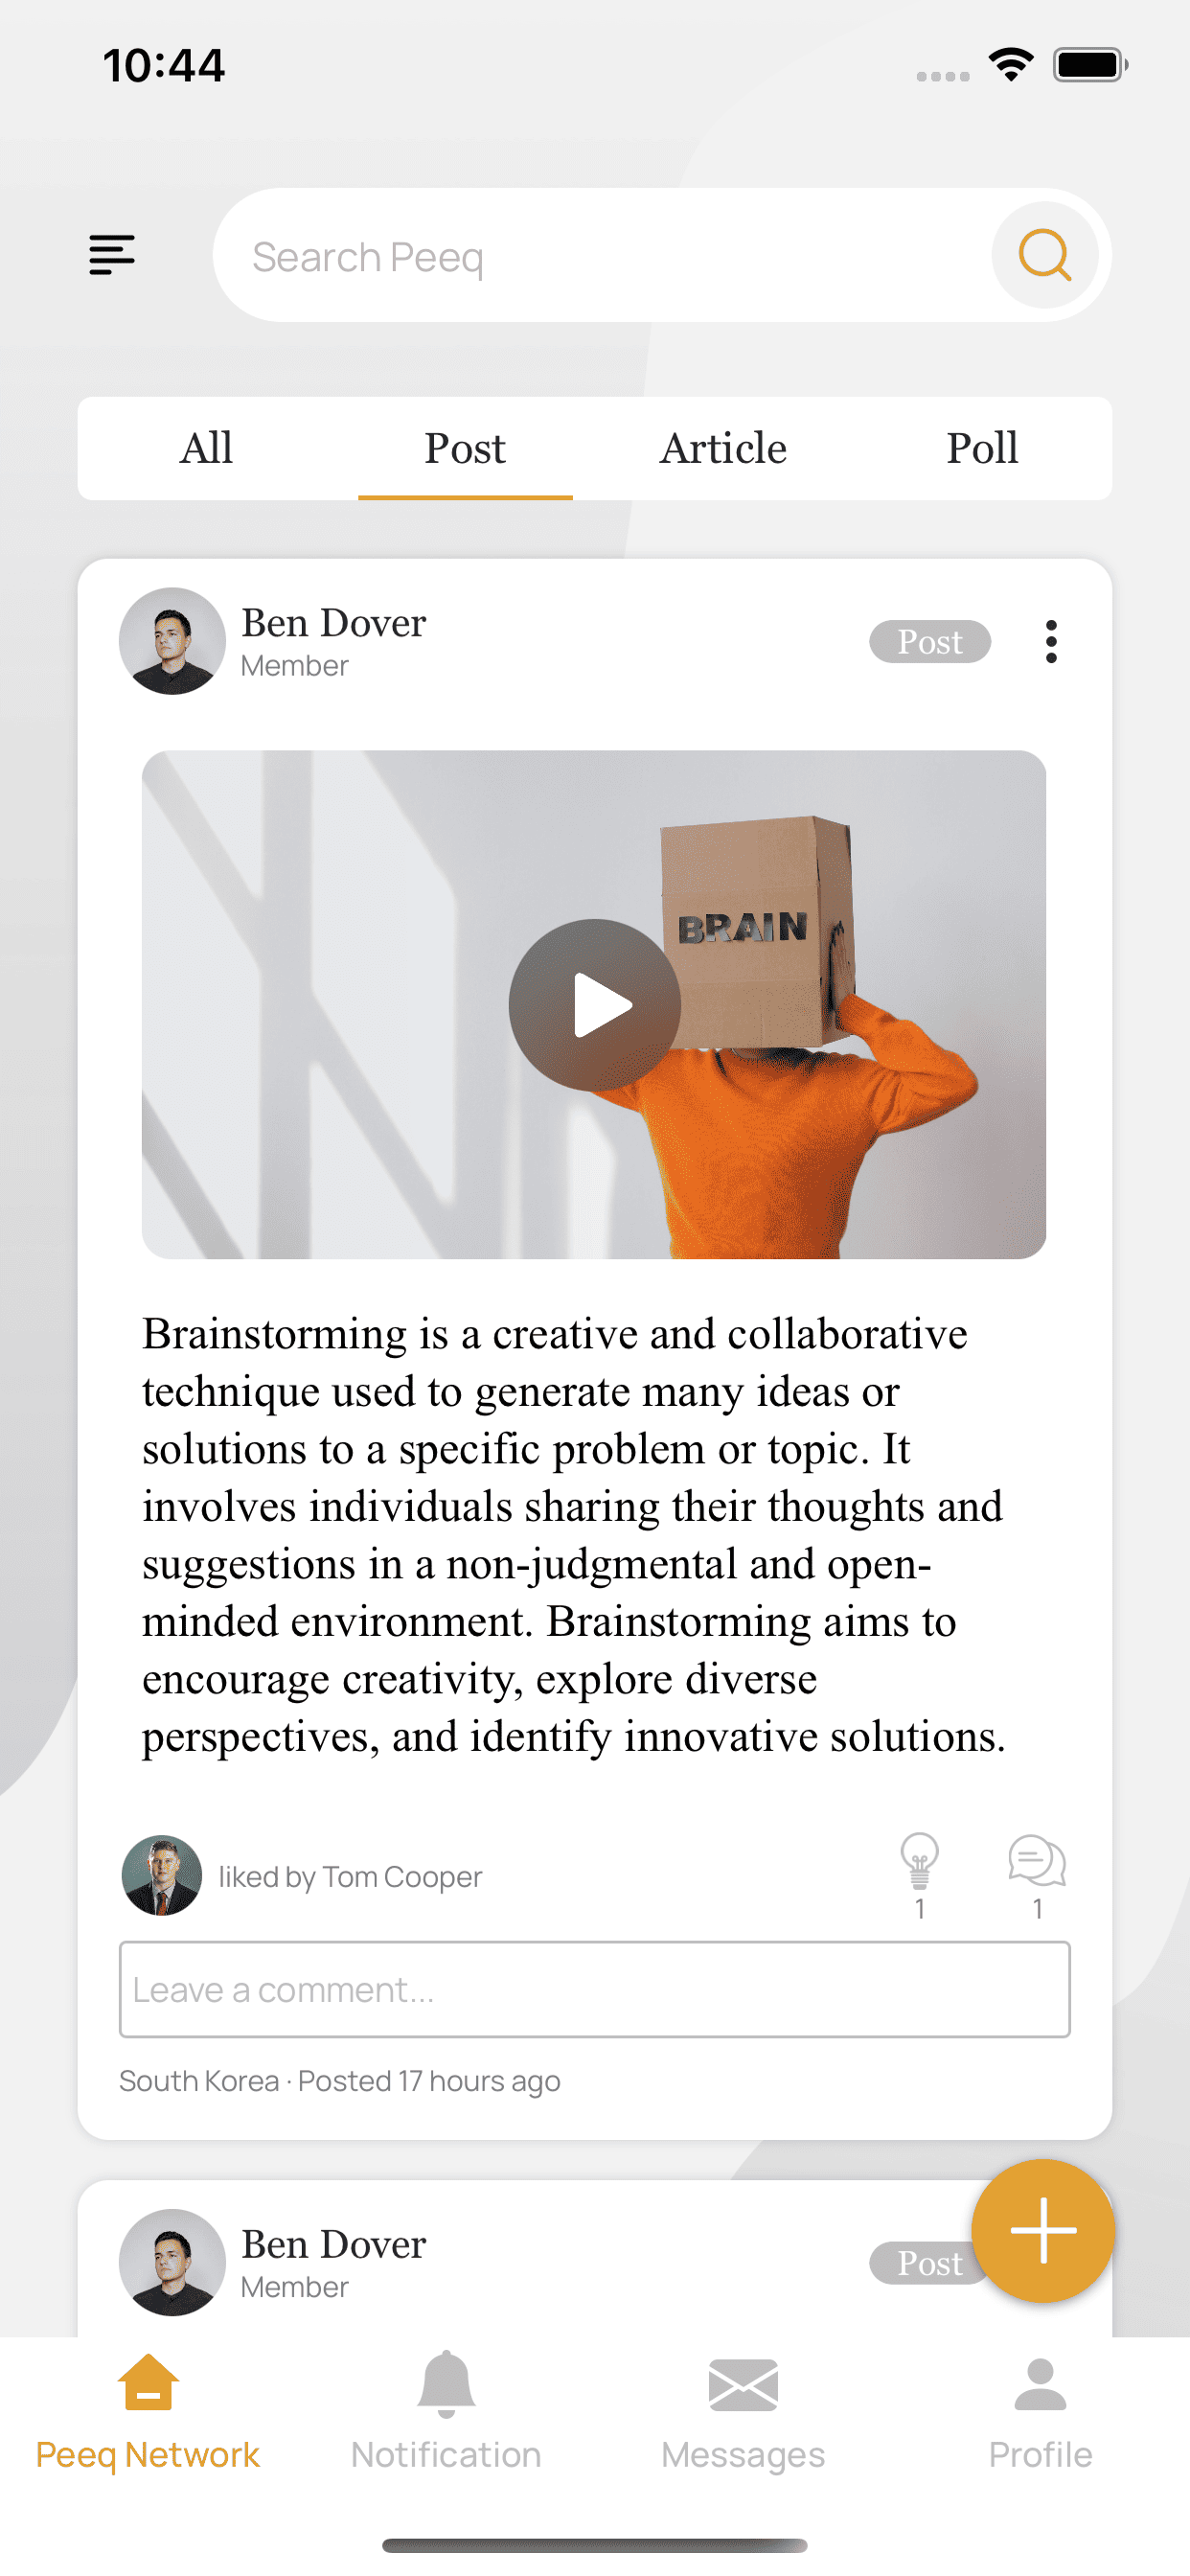 10:44
Search Peeq
All Post Article Poll
Ben Dover
Member
Post
BRAIN
Brainstorming is a creative and collaborative
technique used to generate many ideas or
solutions to a specific problem or topic. It
involves individuals sharing their thoughts and
suggestions in a non-judgmental and open-
minded environment. Brainstorming aims to
encourage creativity, explore diverse
perspectives, and identify innovative solutions.
liked by Tom Cooper
1 1
Leave a comment...
South Korea · Posted 17 hours ago
Ben Dover
Member
Post
Peeq Network Notification Messages Profile